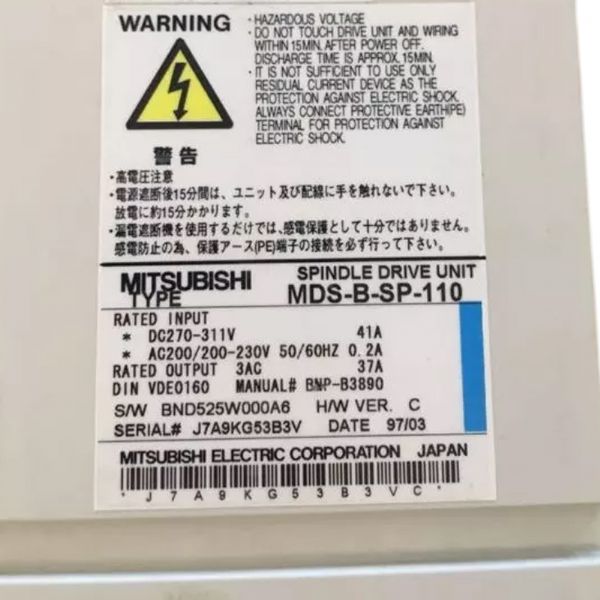 WARNING
・HAZARDOUS VOLTAGE
・DO NOT TOUCH DRIVE UNIT AND WIRING
WITHIN 15MIN. AFTER POWER OFF.
DISCHARGE TIME IS APPROX. 15MIN.
・IT IS NOT SUFFICIENT TO USE ONLY
RESIDUAL CURRENT DEVICE AS THE
PROTECTION AGAINST ELECTRIC SHOCK.
ALWAYS CONNECT PROTECTIVE EARTH(PE)
TERMINAL FOR PROTECTION AGAINST
ELECTRIC SHOCK.
警告
・高電圧注意
・電源遮断後15分間は、ユニット及び配線に手を触れないで下さい。
放電に約15分かかります。
・漏電遮断機を使用するだけでは、感電保護として十分ではありません。
感電防止の為、保護アース(PE)端子の接続を必ず行って下さい。
MITSUBISHI SPINDLE DRIVE UNIT
TYPE MDS-B-SP-110
RATED INPUT
* DC270-311V 41A
* AC200/200-230V 50/60HZ 0.2A
RATED OUTPUT 3AC 37A
DIN VDE0160 MANUAL# BNP-B3890
S/W BND525W000A6 H/W VER. C
SERIAL# J7A9KG53B3V DATE 97/03
MITSUBISHI ELECTRIC CORPORATION JAPAN
*J7A9KG53B3VC*